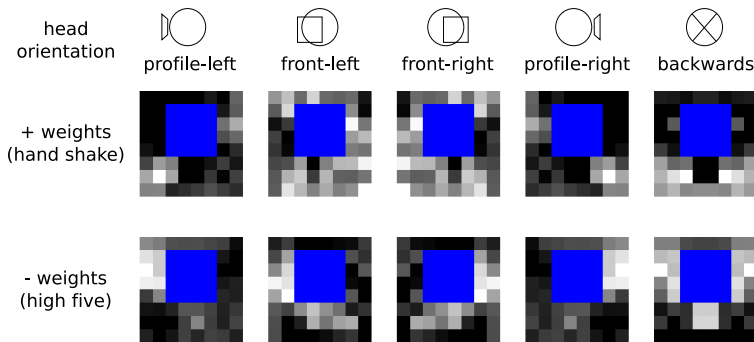 head
orientation
profile-left
front-left
front-right
profile-right
backwards
+ weights
(hand shake)
- weights
(high five)